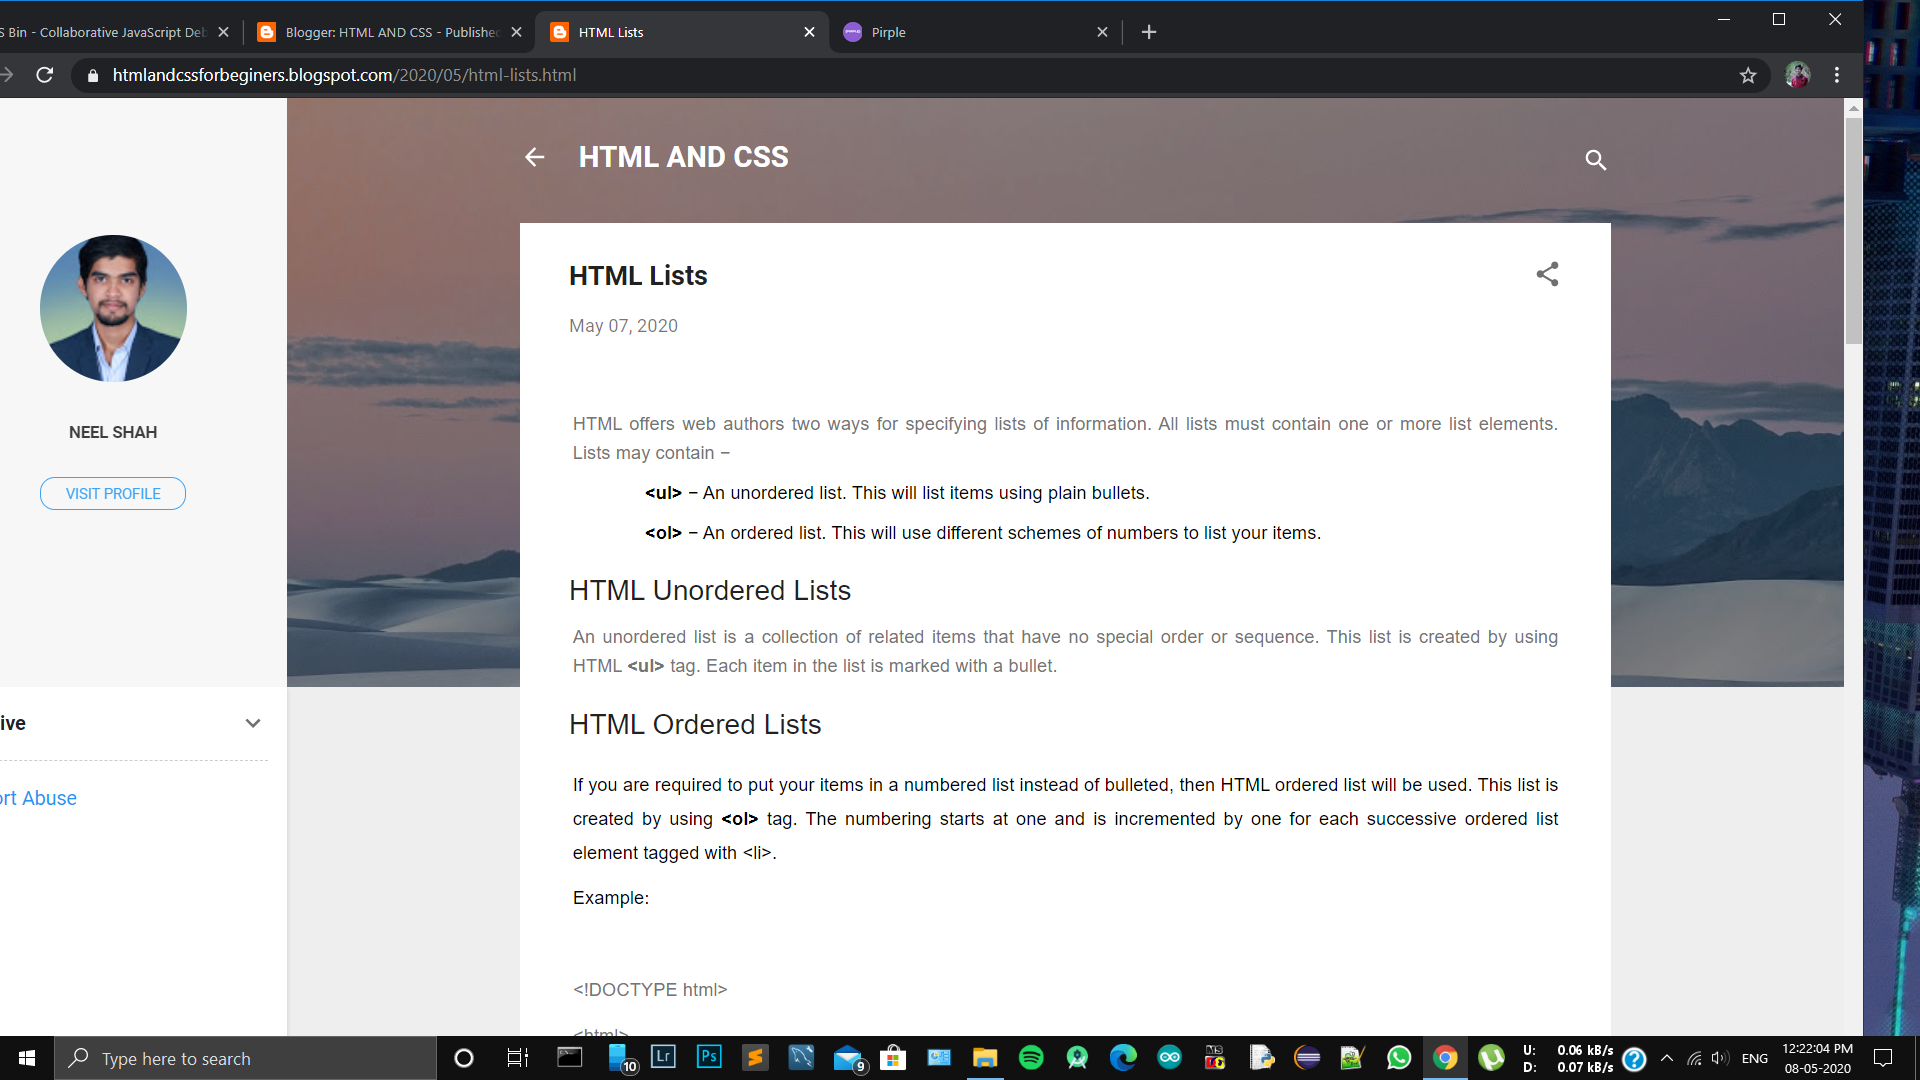 S Bin - Collaborative JavaScript Deb
Blogger: HTML AND CSS - Published
HTML Lists
Pirple
htmlandcssforbeginers.blogspot.com/2020/05/html-lists.html
HTML AND CSS
NEEL SHAH
VISIT PROFILE
ive
ort Abuse
HTML Lists
May 07, 2020
HTML offers web authors two ways for specifying lists of information. All lists must contain one or more list elements.
Lists may contain −
<ul> − An unordered list. This will list items using plain bullets.
<ol> − An ordered list. This will use different schemes of numbers to list your items.
HTML Unordered Lists
An unordered list is a collection of related items that have no special order or sequence. This list is created by using
HTML <ul> tag. Each item in the list is marked with a bullet.
HTML Ordered Lists
If you are required to put your items in a numbered list instead of bulleted, then HTML ordered list will be used. This list is
created by using <ol> tag. The numbering starts at one and is incremented by one for each successive ordered list
element tagged with <li>.
Example:
<!DOCTYPE html>
<html>
Type here to search
10
Lr
Ps
9
U: 0.06 kB/s
D: 0.07 kB/s
ENG
12:22:04 PM
08-05-2020